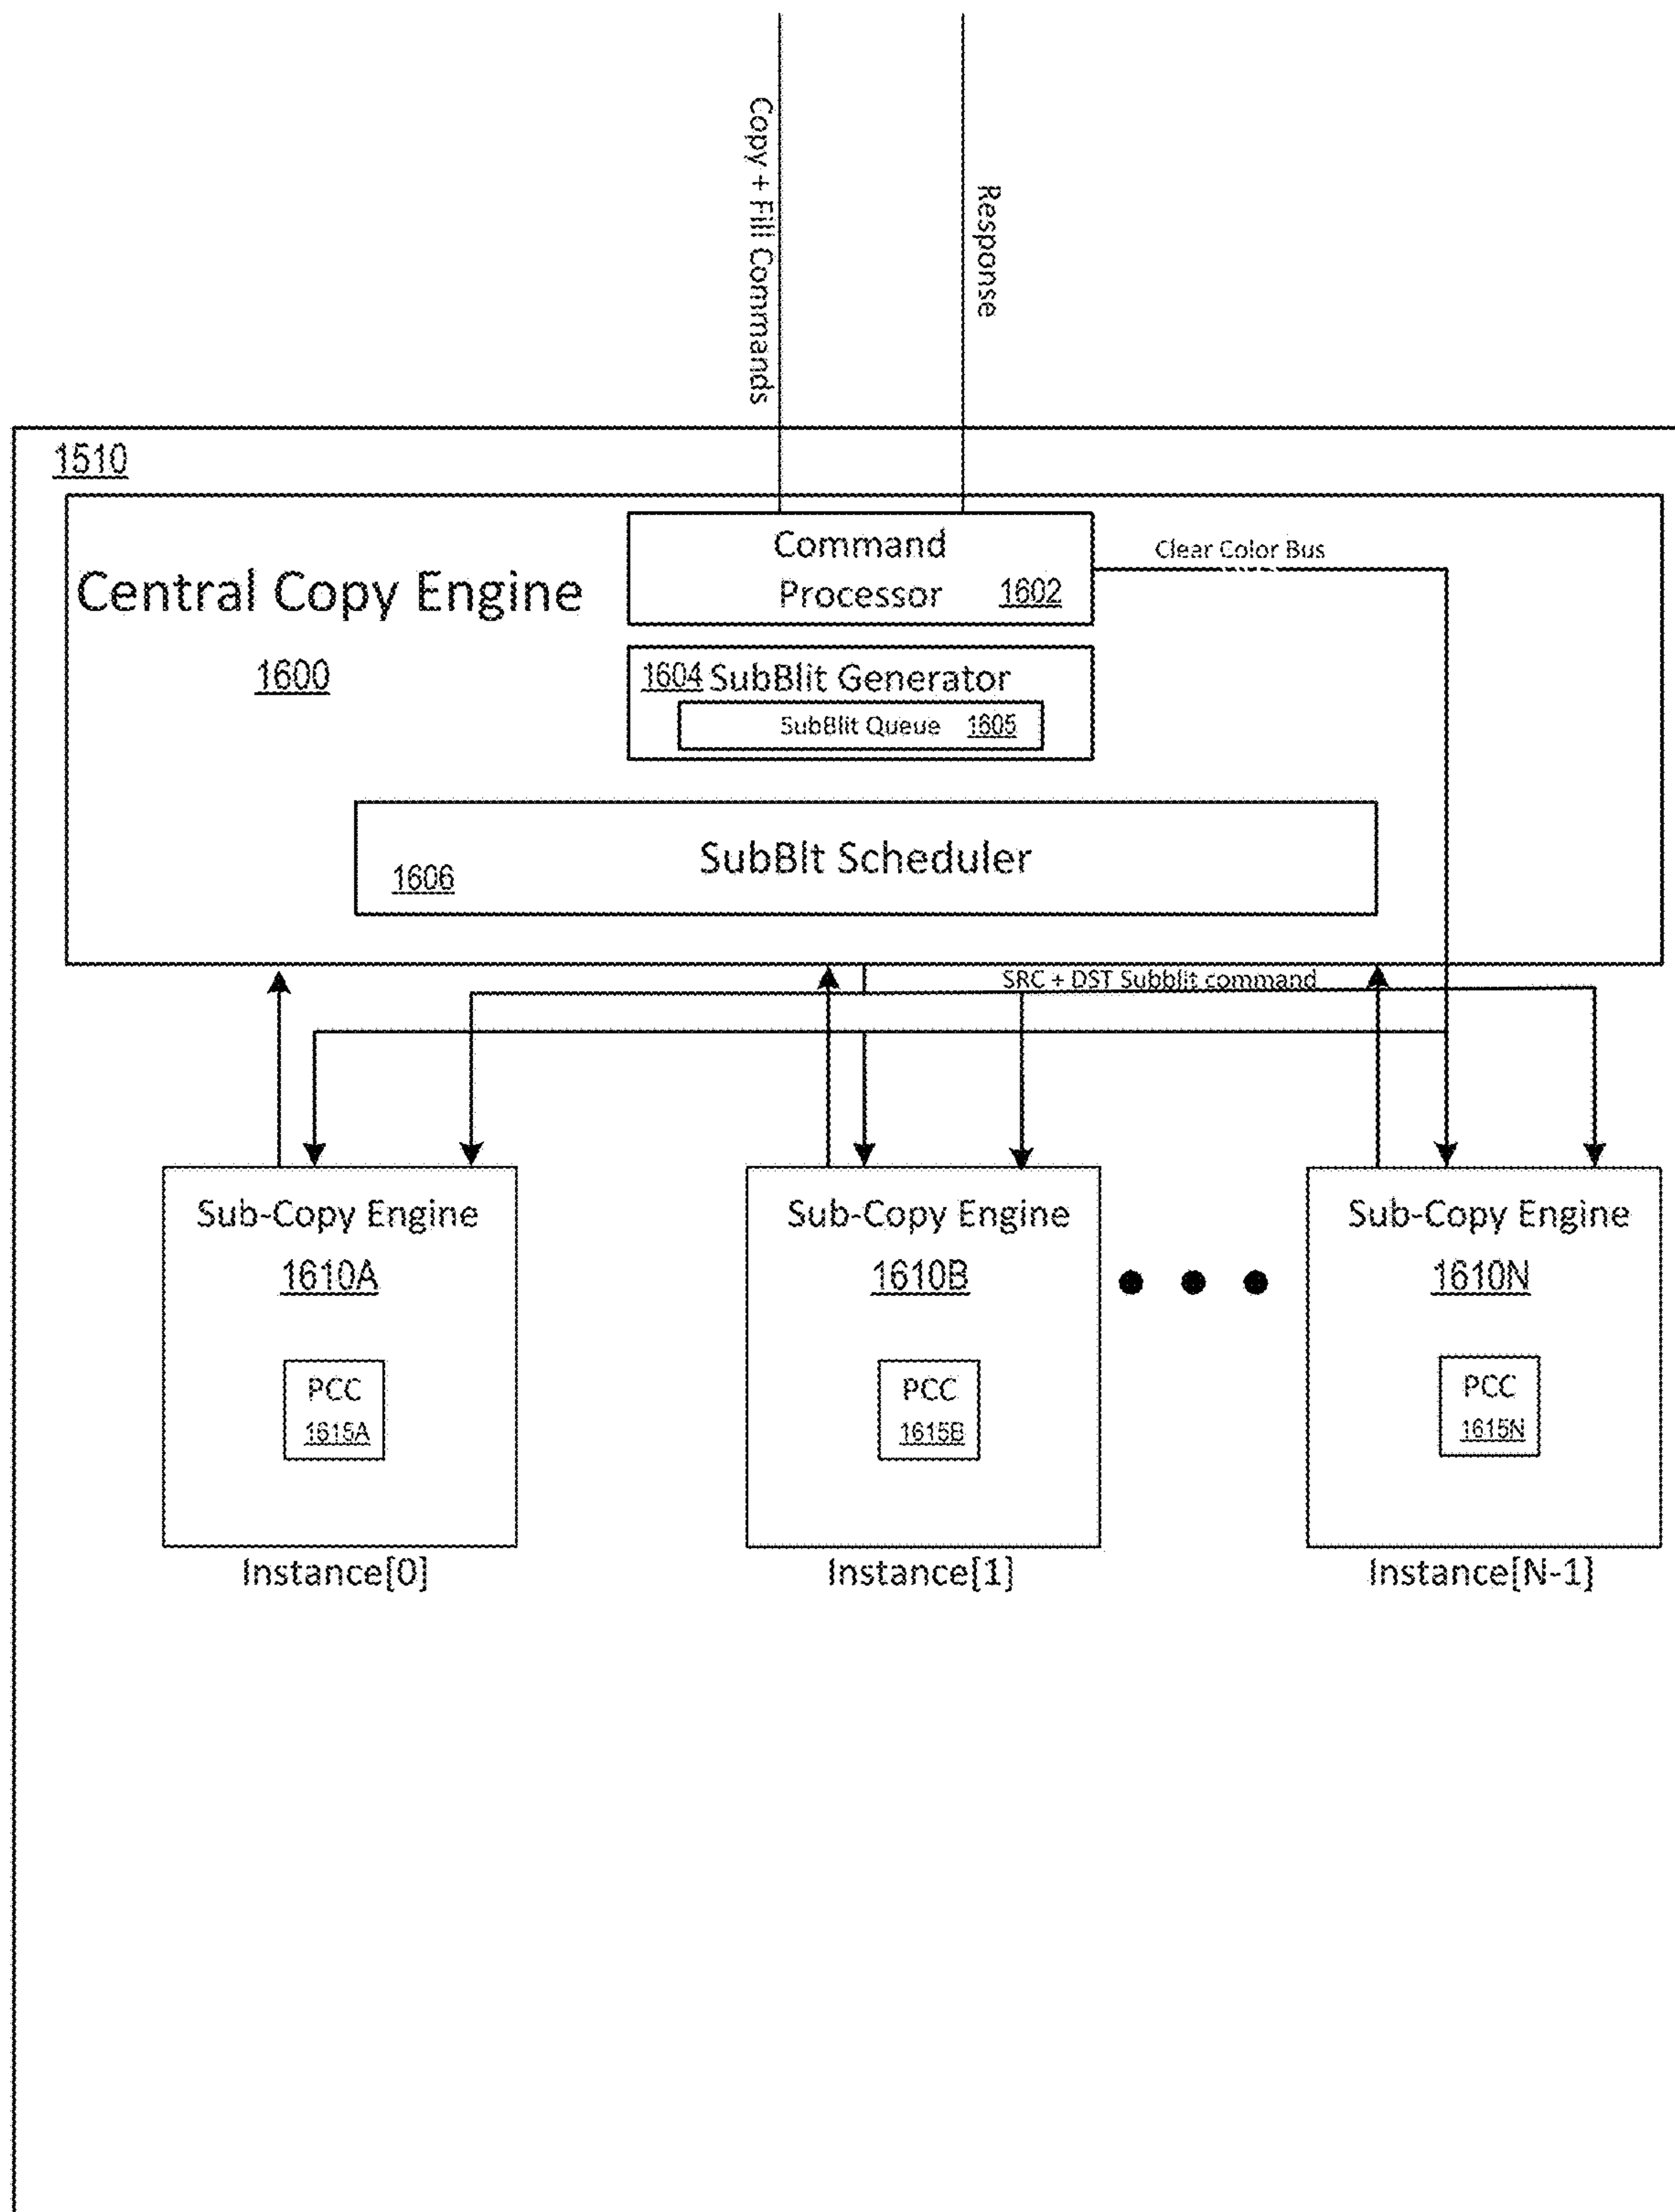 Copy + Fill Commands
Response
1510
Command
Processor 1602
Clear Color Bus
Central Copy Engine
1600
1604 SubBlit Generator
SubBlit Queue 1605
SubBlt Scheduler
1606
SRC + DST Subblit command
Sub-Copy Engine
1610A
PCC
1615A
Instance[0]
Sub-Copy Engine
1610B
PCC
1615B
Instance[1]
Sub-Copy Engine
1610N
PCC
1615N
Instance[N-1]